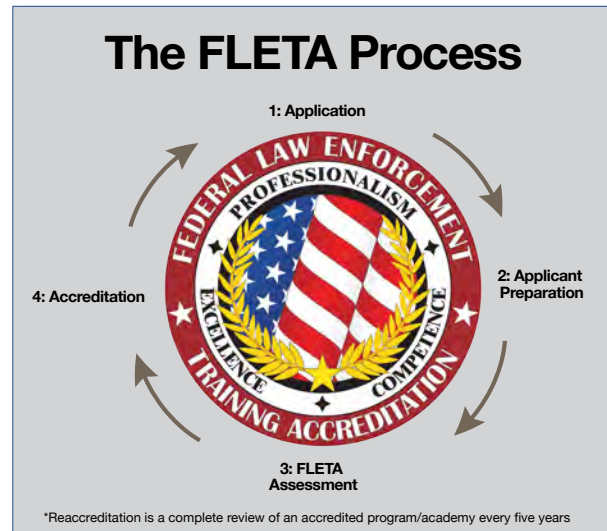 The FLETA Process
1: Application
FEDERAL LAW ENFORCEMENT
PROFESSIONALISM
2: Applicant
Preparation
4: Accreditation
EXCELLENCE
COMPETENCE
TRAINING ACCREDITATION
3: FLETA
Assessment
*Reaccreditation is a complete review of an accredited program/academy every five years